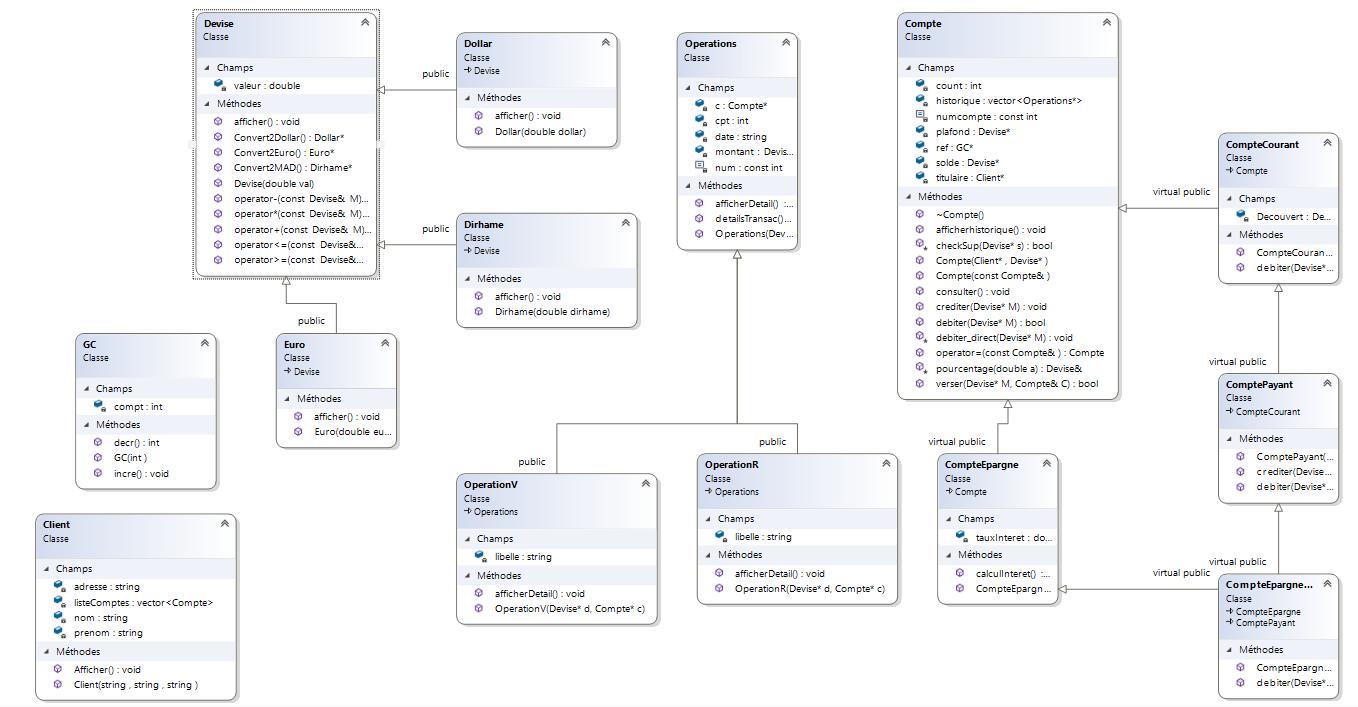 Devise
Classe
Champs
valeur : double
Méthodes
afficher() : void
Convert2Dollar() : Dollar*
Convert2Euro() : Euro*
Convert2MAD() : Dirhame*
Devise(double val)
operator-(const Devise& M)...
operator*(const Devise& M)...
operator+(const Devise& M)...
operator<=(const Devise&...
operator>=(const Devise&...
public
Dollar
Classe
Devise
Méthodes
afficher() : void
Dollar(double dollar)
public
Dirhame
Classe
Devise
Méthodes
afficher() : void
Dirhame(double dirhame)
public
Euro
Classe
Devise
Méthodes
afficher() : void
Euro(double eu...
GC
Classe
Champs
compt : int
Méthodes
decr() : int
GC(int )
incre() : void
Client
Classe
Champs
adresse : string
listeComptes : vector<Compte>
nom : string
prenom : string
Méthodes
Afficher() : void
Client(string , string , string )
Operations
Classe
Champs
c : Compte*
cpt : int
date : string
montant : Devis...
num : const int
Méthodes
afficherDetail() :...
detailsTransac()...
Operations(Dev...
public
OperationV
Classe
Operations
Champs
libelle : string
Méthodes
afficherDetail() : void
OperationV(Devise* d, Compte* c)
public
OperationR
Classe
Operations
Champs
libelle : string
Méthodes
afficherDetail() : void
OperationR(Devise* d, Compte* c)
Compte
Classe
Champs
count : int
historique : vector<Operations*>
numcompte : const int
plafond : Devise*
ref : GC*
solde : Devise*
titulaire : Client*
Méthodes
~Compte()
afficherhistorique() : void
checkSup(Devise* s) : bool
Compte(Client* , Devise* )
Compte(const Compte& )
consulter() : void
crediter(Devise* M) : void
debiter(Devise* M) : bool
debiter_direct(Devise* M) : void
operator=(const Compte& ) : Compte
pourcentage(double a) : Devise&
verser(Devise* M, Compte& C) : bool
virtual public
CompteCourant
Classe
Compte
Champs
Decouvert : De...
Méthodes
CompteCouran...
debiter(Devise*...
virtual public
ComptePayant
Classe
CompteCourant
Méthodes
ComptePayant(...
crediter(Devise...
debiter(Devise*...
virtual public
CompteEpargne
Classe
Compte
Champs
tauxInteret : do...
Méthodes
calculInteret() :...
CompteEpargn...
virtual public
virtual public
CompteEpargne...
Classe
CompteEpargne
ComptePayant
Méthodes
CompteEpargn...
debiter(Devise*...